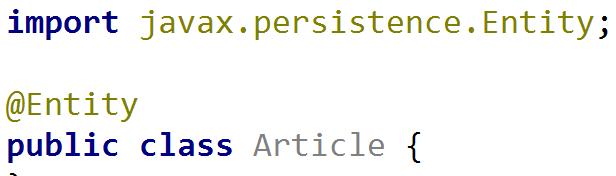 import javax.persistence.Entity;
@Entity
public class Article {
}